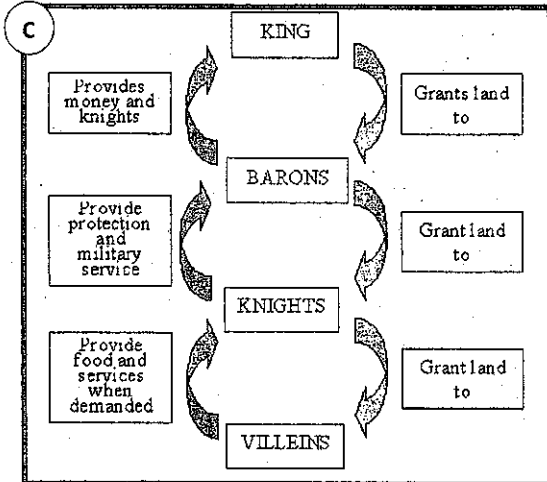 C
KING
Provides
money and
knights
Grants land
to
BARONS
Provide
protection
and
military
service
Grant land
to
KNIGHTS
Provide
food and
services
when
demanded
Grant land
to
VILLEINS